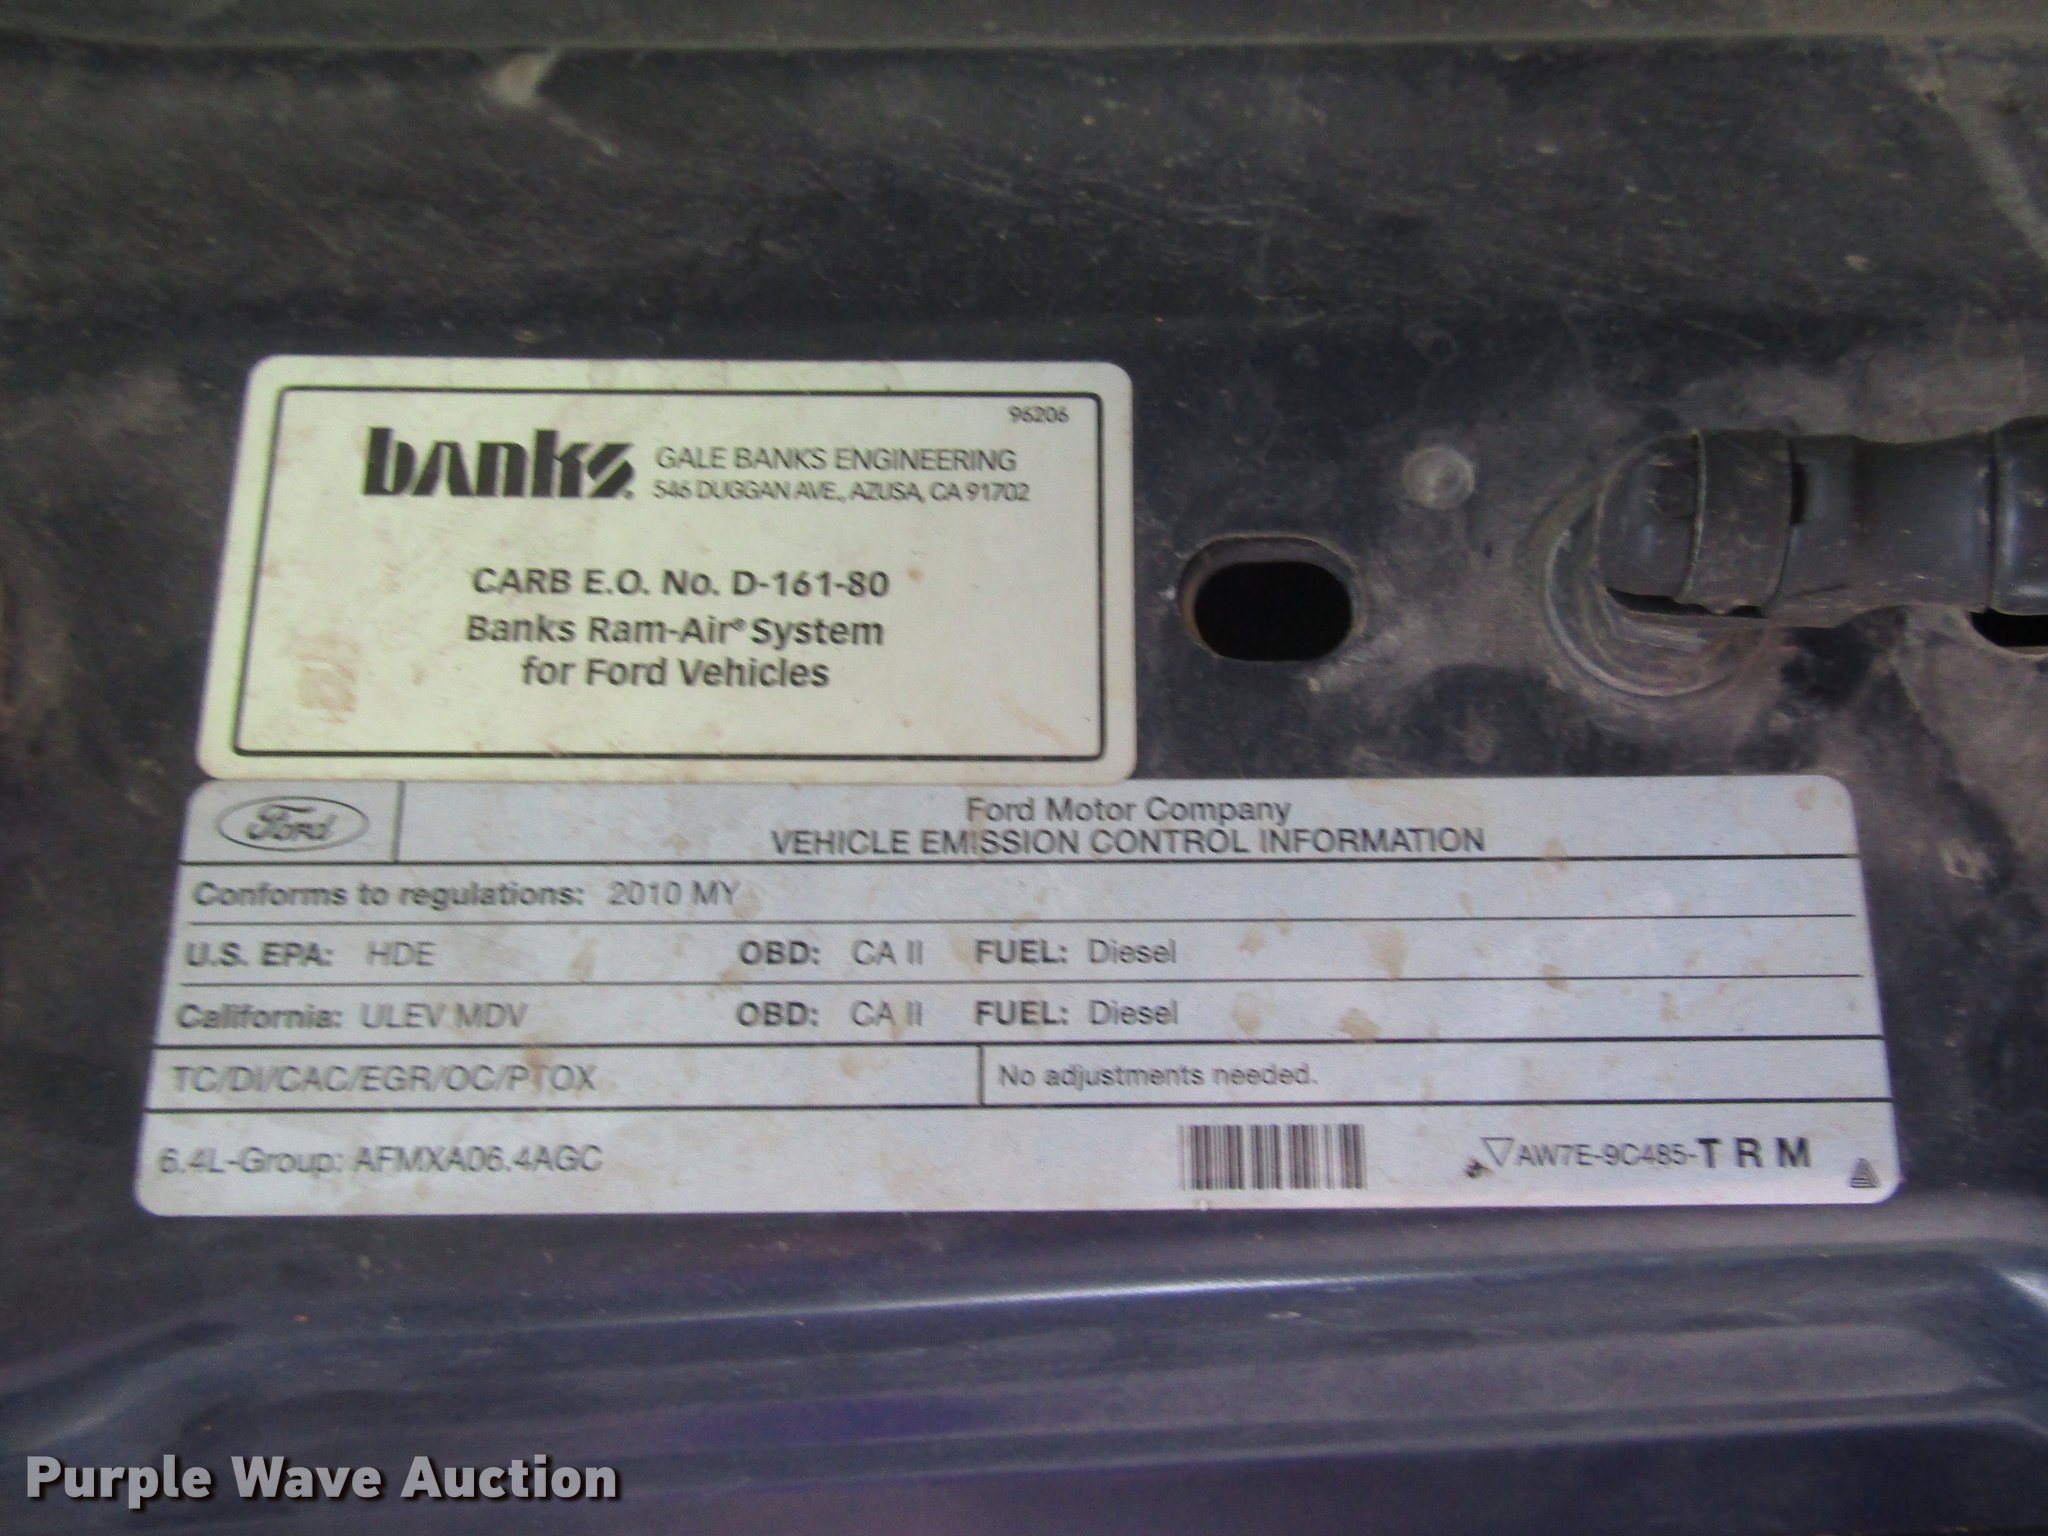 96206
banks® GALE BANKS ENGINEERING
546 DUGGAN AVE., AZUSA, CA 91702
CARB E.O. No. D-161-80
Banks Ram-Air® System
for Ford Vehicles
Ford
Ford Motor Company
VEHICLE EMISSION CONTROL INFORMATION
Conforms to regulations: 2010 MY
U.S. EPA: HDE OBD: CA II FUEL: Diesel
California: ULEV MDV OBD: CA II FUEL: Diesel
TC/DI/CAC/EGR/OC/PTOX No adjustments needed.
6.4L-Group: AFMXA06.4AGC AW7E-9C485-T R M
Purple Wave Auction